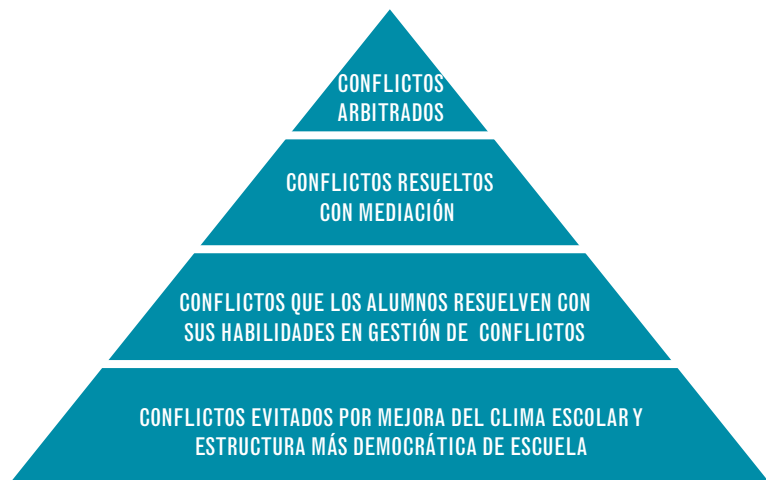 CONFLICTOS
ARBITRADOS
CONFLICTOS RESUELTOS
CON MEDIACIÓN
CONFLICTOS QUE LOS ALUMNOS RESUELVEN CON
SUS HABILIDADES EN GESTIÓN DE CONFLICTOS
CONFLICTOS EVITADOS POR MEJORA DEL CLIMA ESCOLAR Y
ESTRUCTURA MÁS DEMOCRÁTICA DE ESCUELA